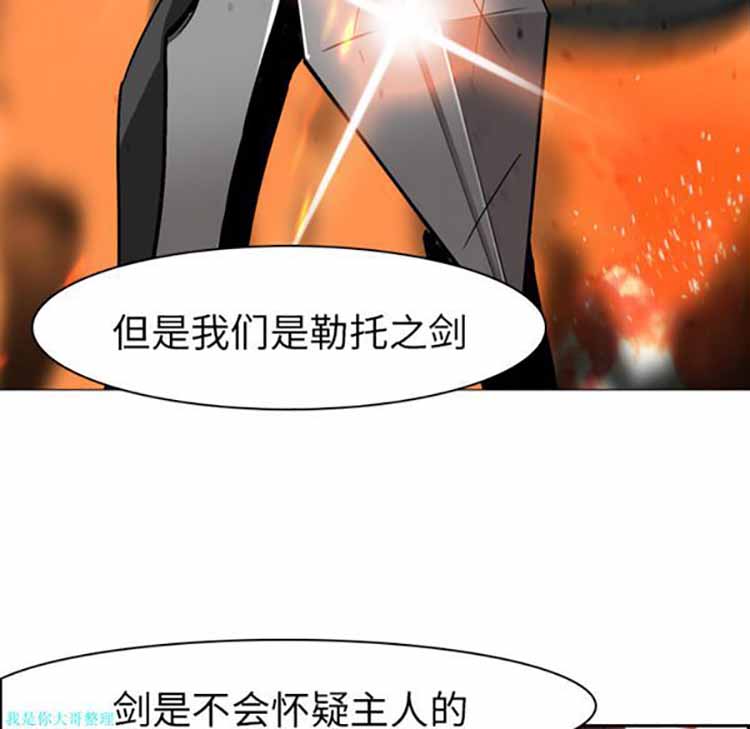 但是我们是勒托之剑
剑是不会怀疑主人的
我是你大哥整理